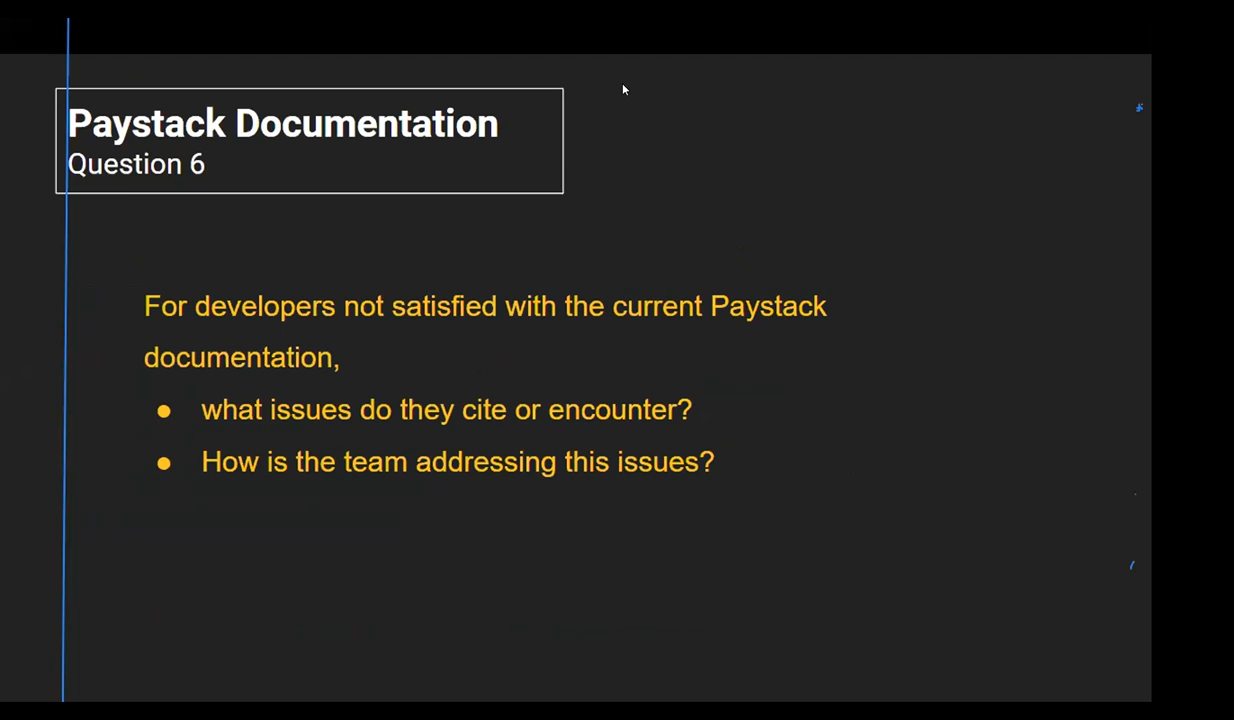 Paystack Documentation
Question 6
For developers not satisfied with the current Paystack
documentation,
● what issues do they cite or encounter?
● How is the team addressing this issues?